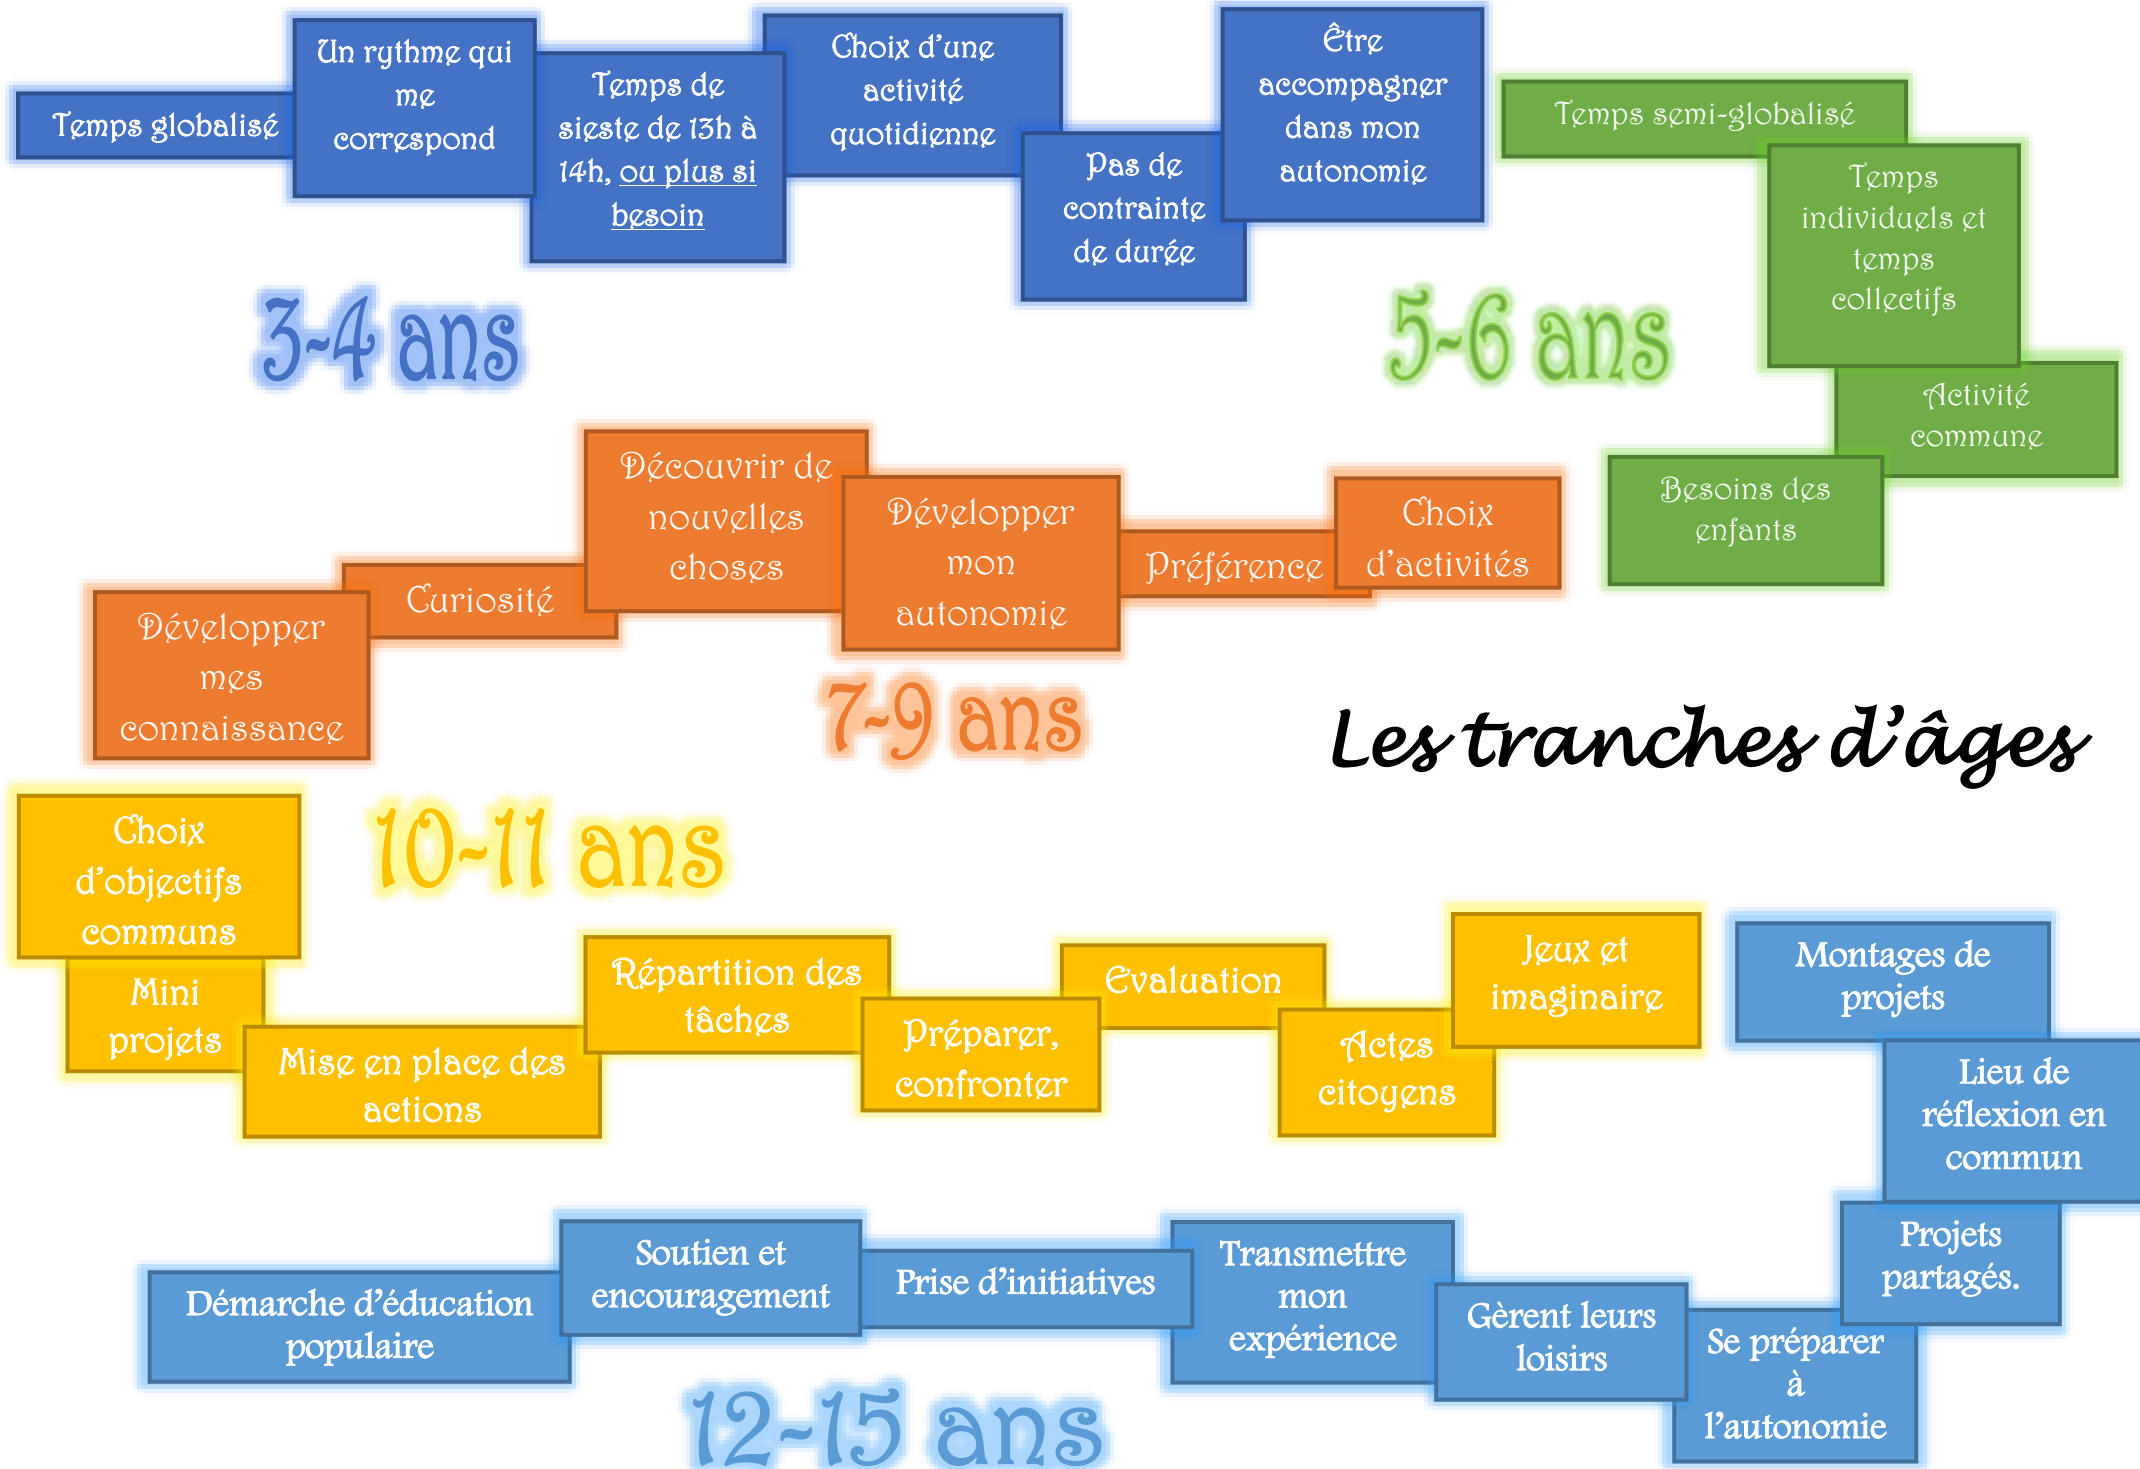 Temps globalisé
Un rythme qui
me
correspond
Temps de
sieste de 13h à
14h, ou plus si
besoin
Choix d'une
activité
quotidienne
Pas de
contrainte
de durée
Être
accompagner
dans mon
autonomie
3-4 ans
Temps semi-globalisé
Temps
individuels et
temps
collectifs
Activité
commune
Besoins des
enfants
5-6 ans
Choix
d'activités
Préférence
Développer
mon
autonomie
Découvrir de
nouvelles
choses
Curiosité
Développer
mes
connaissance
7-9 ans
Les tranches d'âges
10-11 ans
Choix
d'objectifs
communs
Mini
projets
Mise en place des
actions
Répartition des
tâches
Préparer,
confronter
Evaluation
Actes
citoyens
Jeux et
imaginaire
Montages de
projets
Lieu de
réflexion en
commun
Projets
partagés.
Se préparer
à
l'autonomie
Gèrent leurs
loisirs
Transmettre
mon
expérience
Prise d'initiatives
Soutien et
encouragement
Démarche d'éducation
populaire
12-15 ans